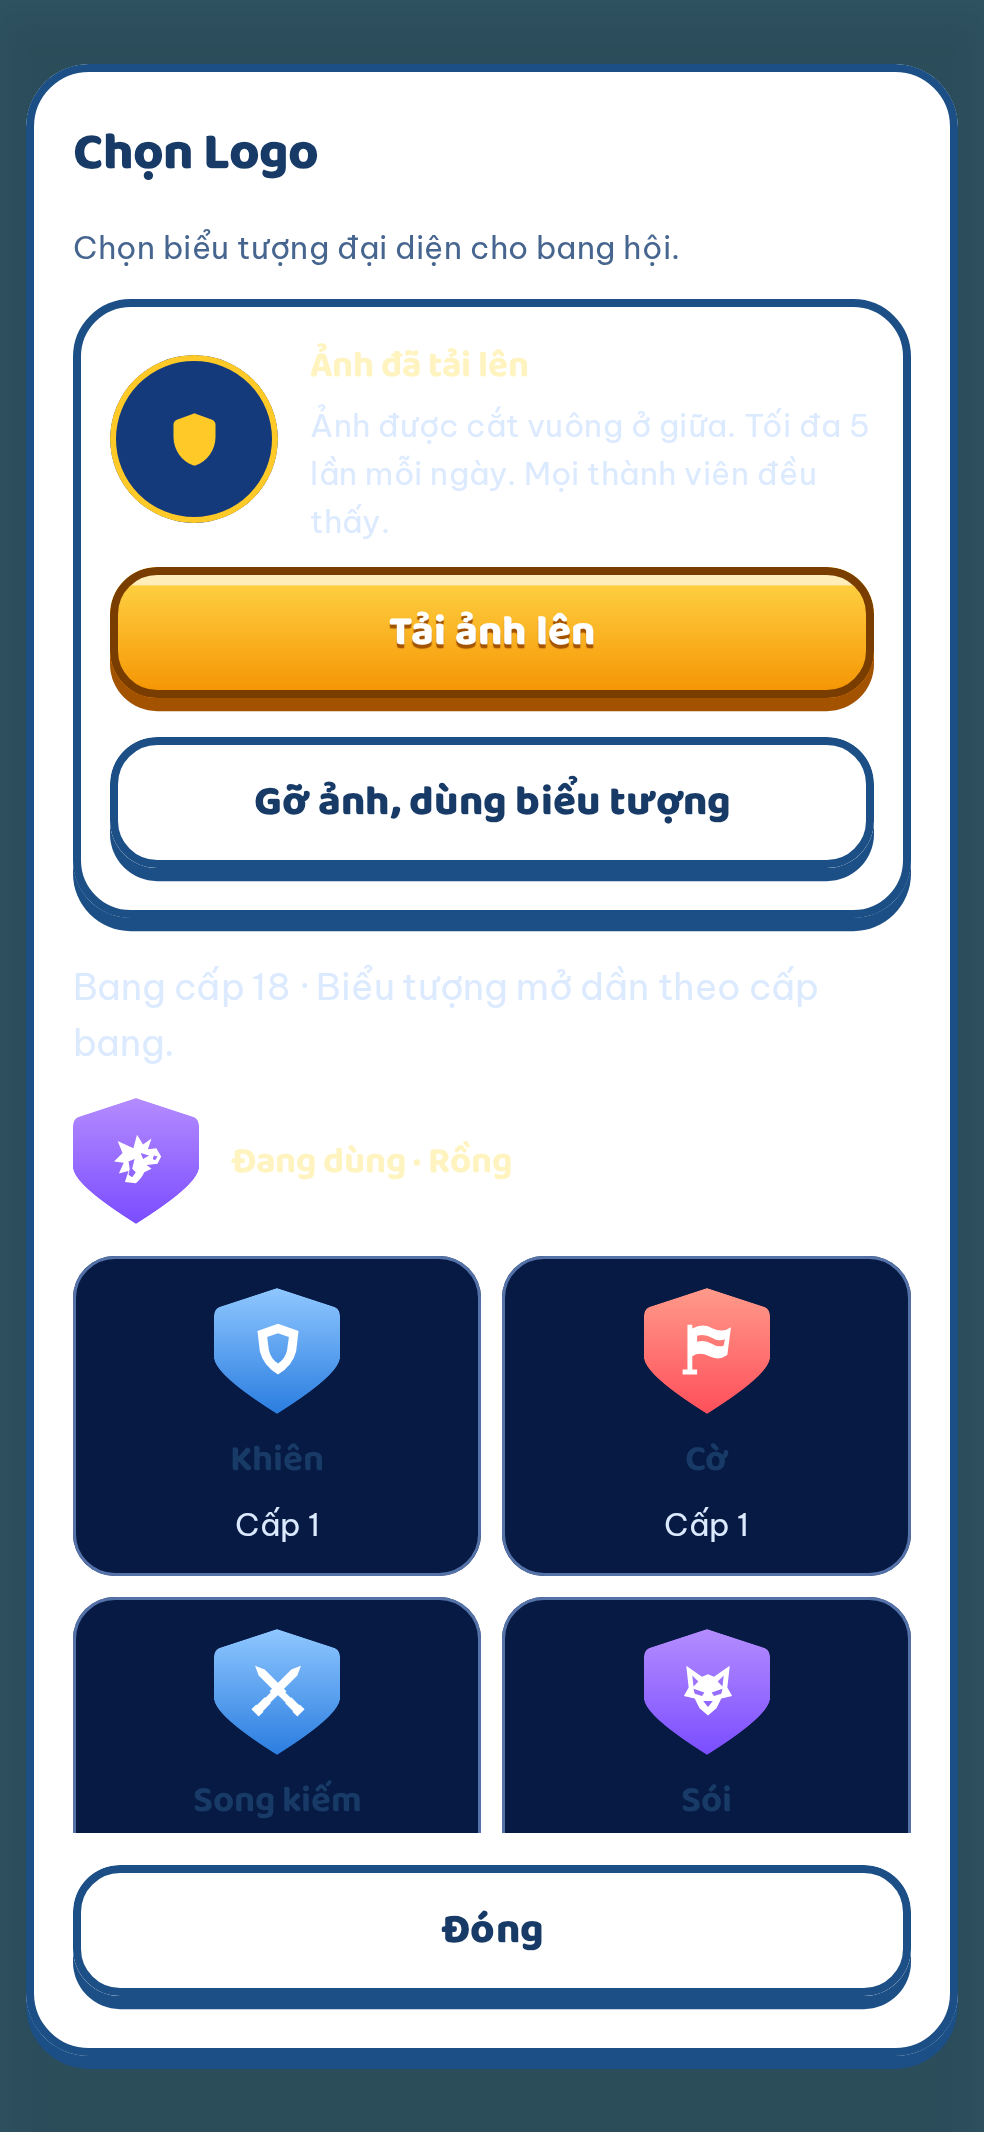 Chọn Logo
Chọn biểu tượng đại diện cho bang hội.
Ảnh đã tải lên
Ảnh được cắt vuông ở giữa. Tối đa 5
lần mỗi ngày. Mọi thành viên đều
thấy.
Tải ảnh lên
Gỡ ảnh, dùng biểu tượng
Bang cấp 18 · Biểu tượng mở dần theo cấp
bang.
Đang dùng · Rồng
Khiên
Cờ
Cấp 1
Cấp 1
Song kiếm
Sói
Đóng